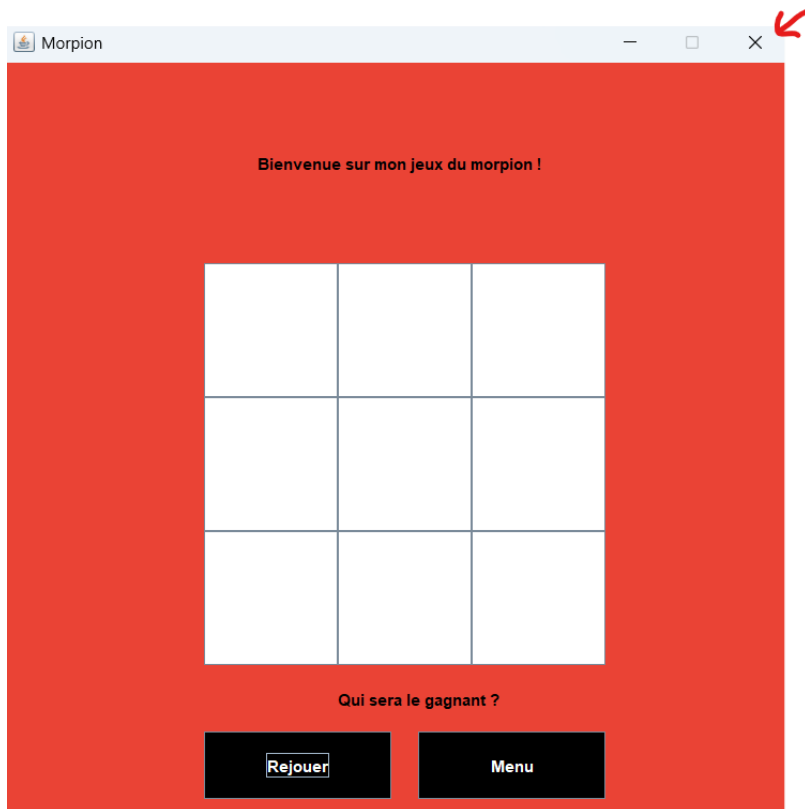 Morpion
Bienvenue sur mon jeux du morpion !
Qui sera le gagnant ?
Rejouer
Menu